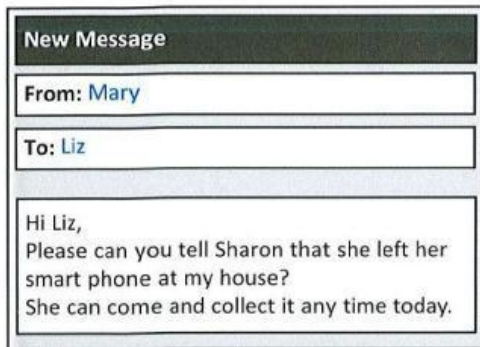 New Message
From: Mary
To: Liz
Hi Liz,
Please can you tell Sharon that she left her
smart phone at my house?
She can come and collect it any time today.